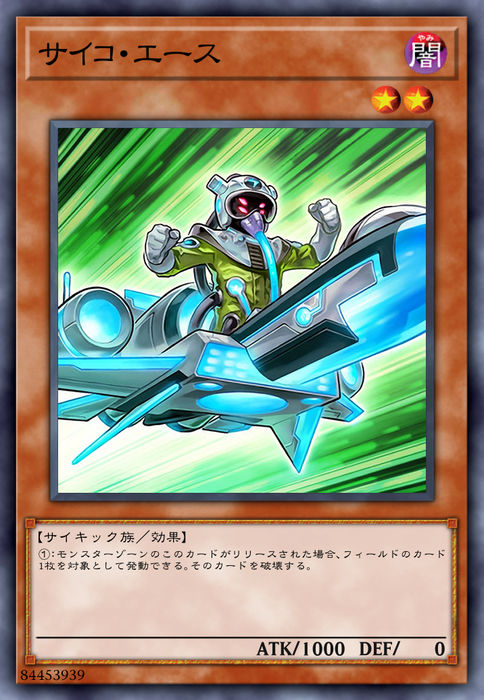 サイコ・エース
やみ
闇
【サイキック族／効果】
①：モンスターゾーンのこのカードがリリースされた場合、フィールドのカード
1枚を対象として発動できる。そのカードを破壊する。
ATK/1000 DEF/ 0
84453939